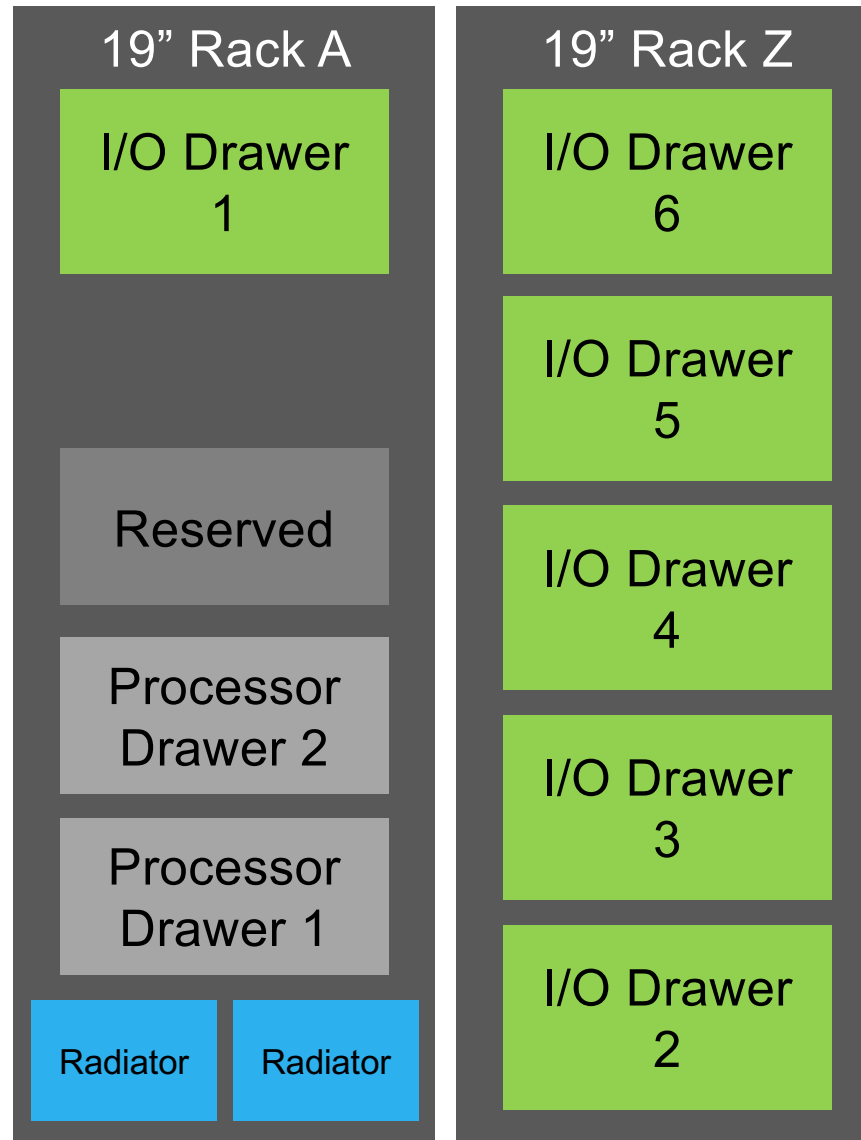 19” Rack A
I/O Drawer
1
Reserved
Processor
Drawer 2
Processor
Drawer 1
Radiator
Radiator
19” Rack Z
I/O Drawer
6
I/O Drawer
5
I/O Drawer
4
I/O Drawer
3
I/O Drawer
2